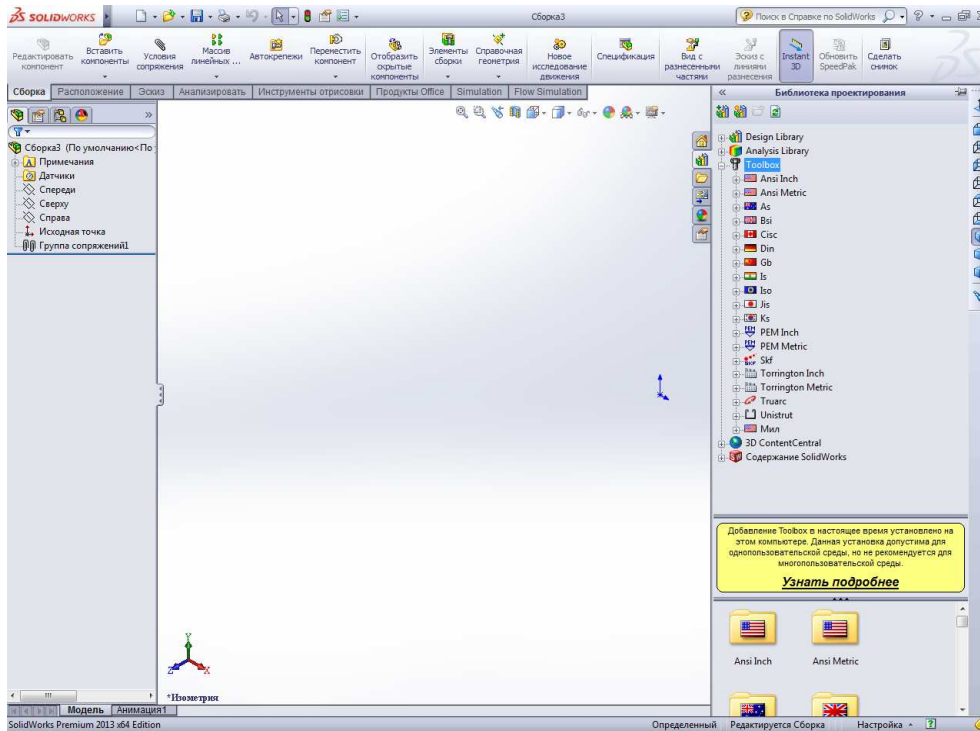 SOLIDWORKS
Сборка3
Поиск в Справке по SolidWorks
Редактировать компонент
Вставить компоненты
Условия сопряжения
Массив линейных ...
Автокрепежи
Переместить компонент
Отобразить скрытые компоненты
Элементы сборки
Справочная геометрия
Новое исследование движения
Спецификация
Вид с разнесенными частями
Эскиз с линиями разнесения
Instant 3D
Обновить SpeedPak
Сделать снимок
Сборка
Расположение
Эскиз
Анализировать
Инструменты отрисовки
Продукты Office
Simulation
Flow Simulation
Сборка3 (По умолчанию<По
Примечания
Датчики
Спереди
Сверху
Справа
Исходная точка
Группа сопряжений1
Y
Z
X
*Изометрия
Библиотека проектирования
Design Library
Analysis Library
Toolbox
Ansi Inch
Ansi Metric
As
Bsi
Cisc
Din
Gb
Is
Iso
Jis
Ks
PEM Inch
PEM Metric
Skf
Torrington Inch
Torrington Metric
Truarc
Unistrut
Мил
3D ContentCentral
Содержание SolidWorks
Добавление Toolbox в настоящее время установлено на
этом компьютере. Данная установка допустима для
однопользовательской среды, но не рекомендуется для
многопользовательской среды.
Узнать подробнее
Ansi Inch
Ansi Metric
Модель
Анимация1
SolidWorks Premium 2013 x64 Edition
Определенный
Редактируется Сборка
Настройка